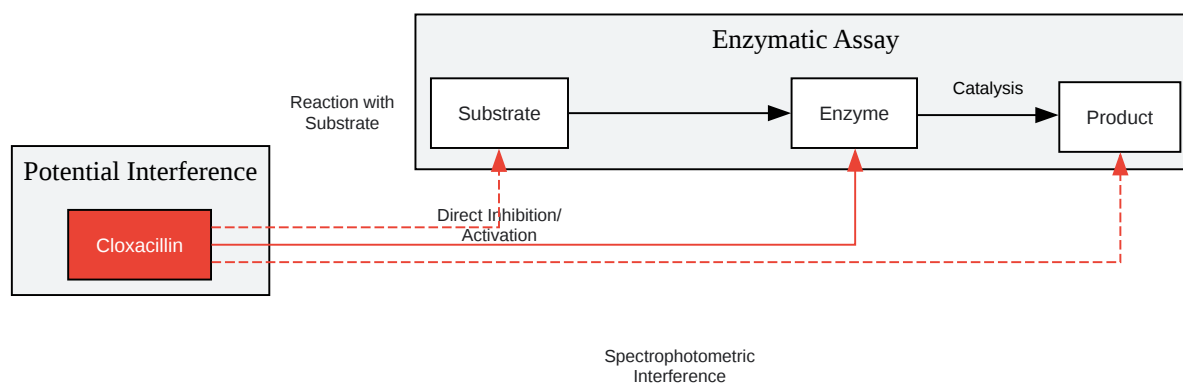 Enzymatic Assay
Substrate
Enzyme
Catalysis
Product
Reaction with
Substrate
Potential Interference
Cloxacillin
Direct Inhibition/
Activation
Spectrophotometric
Interference